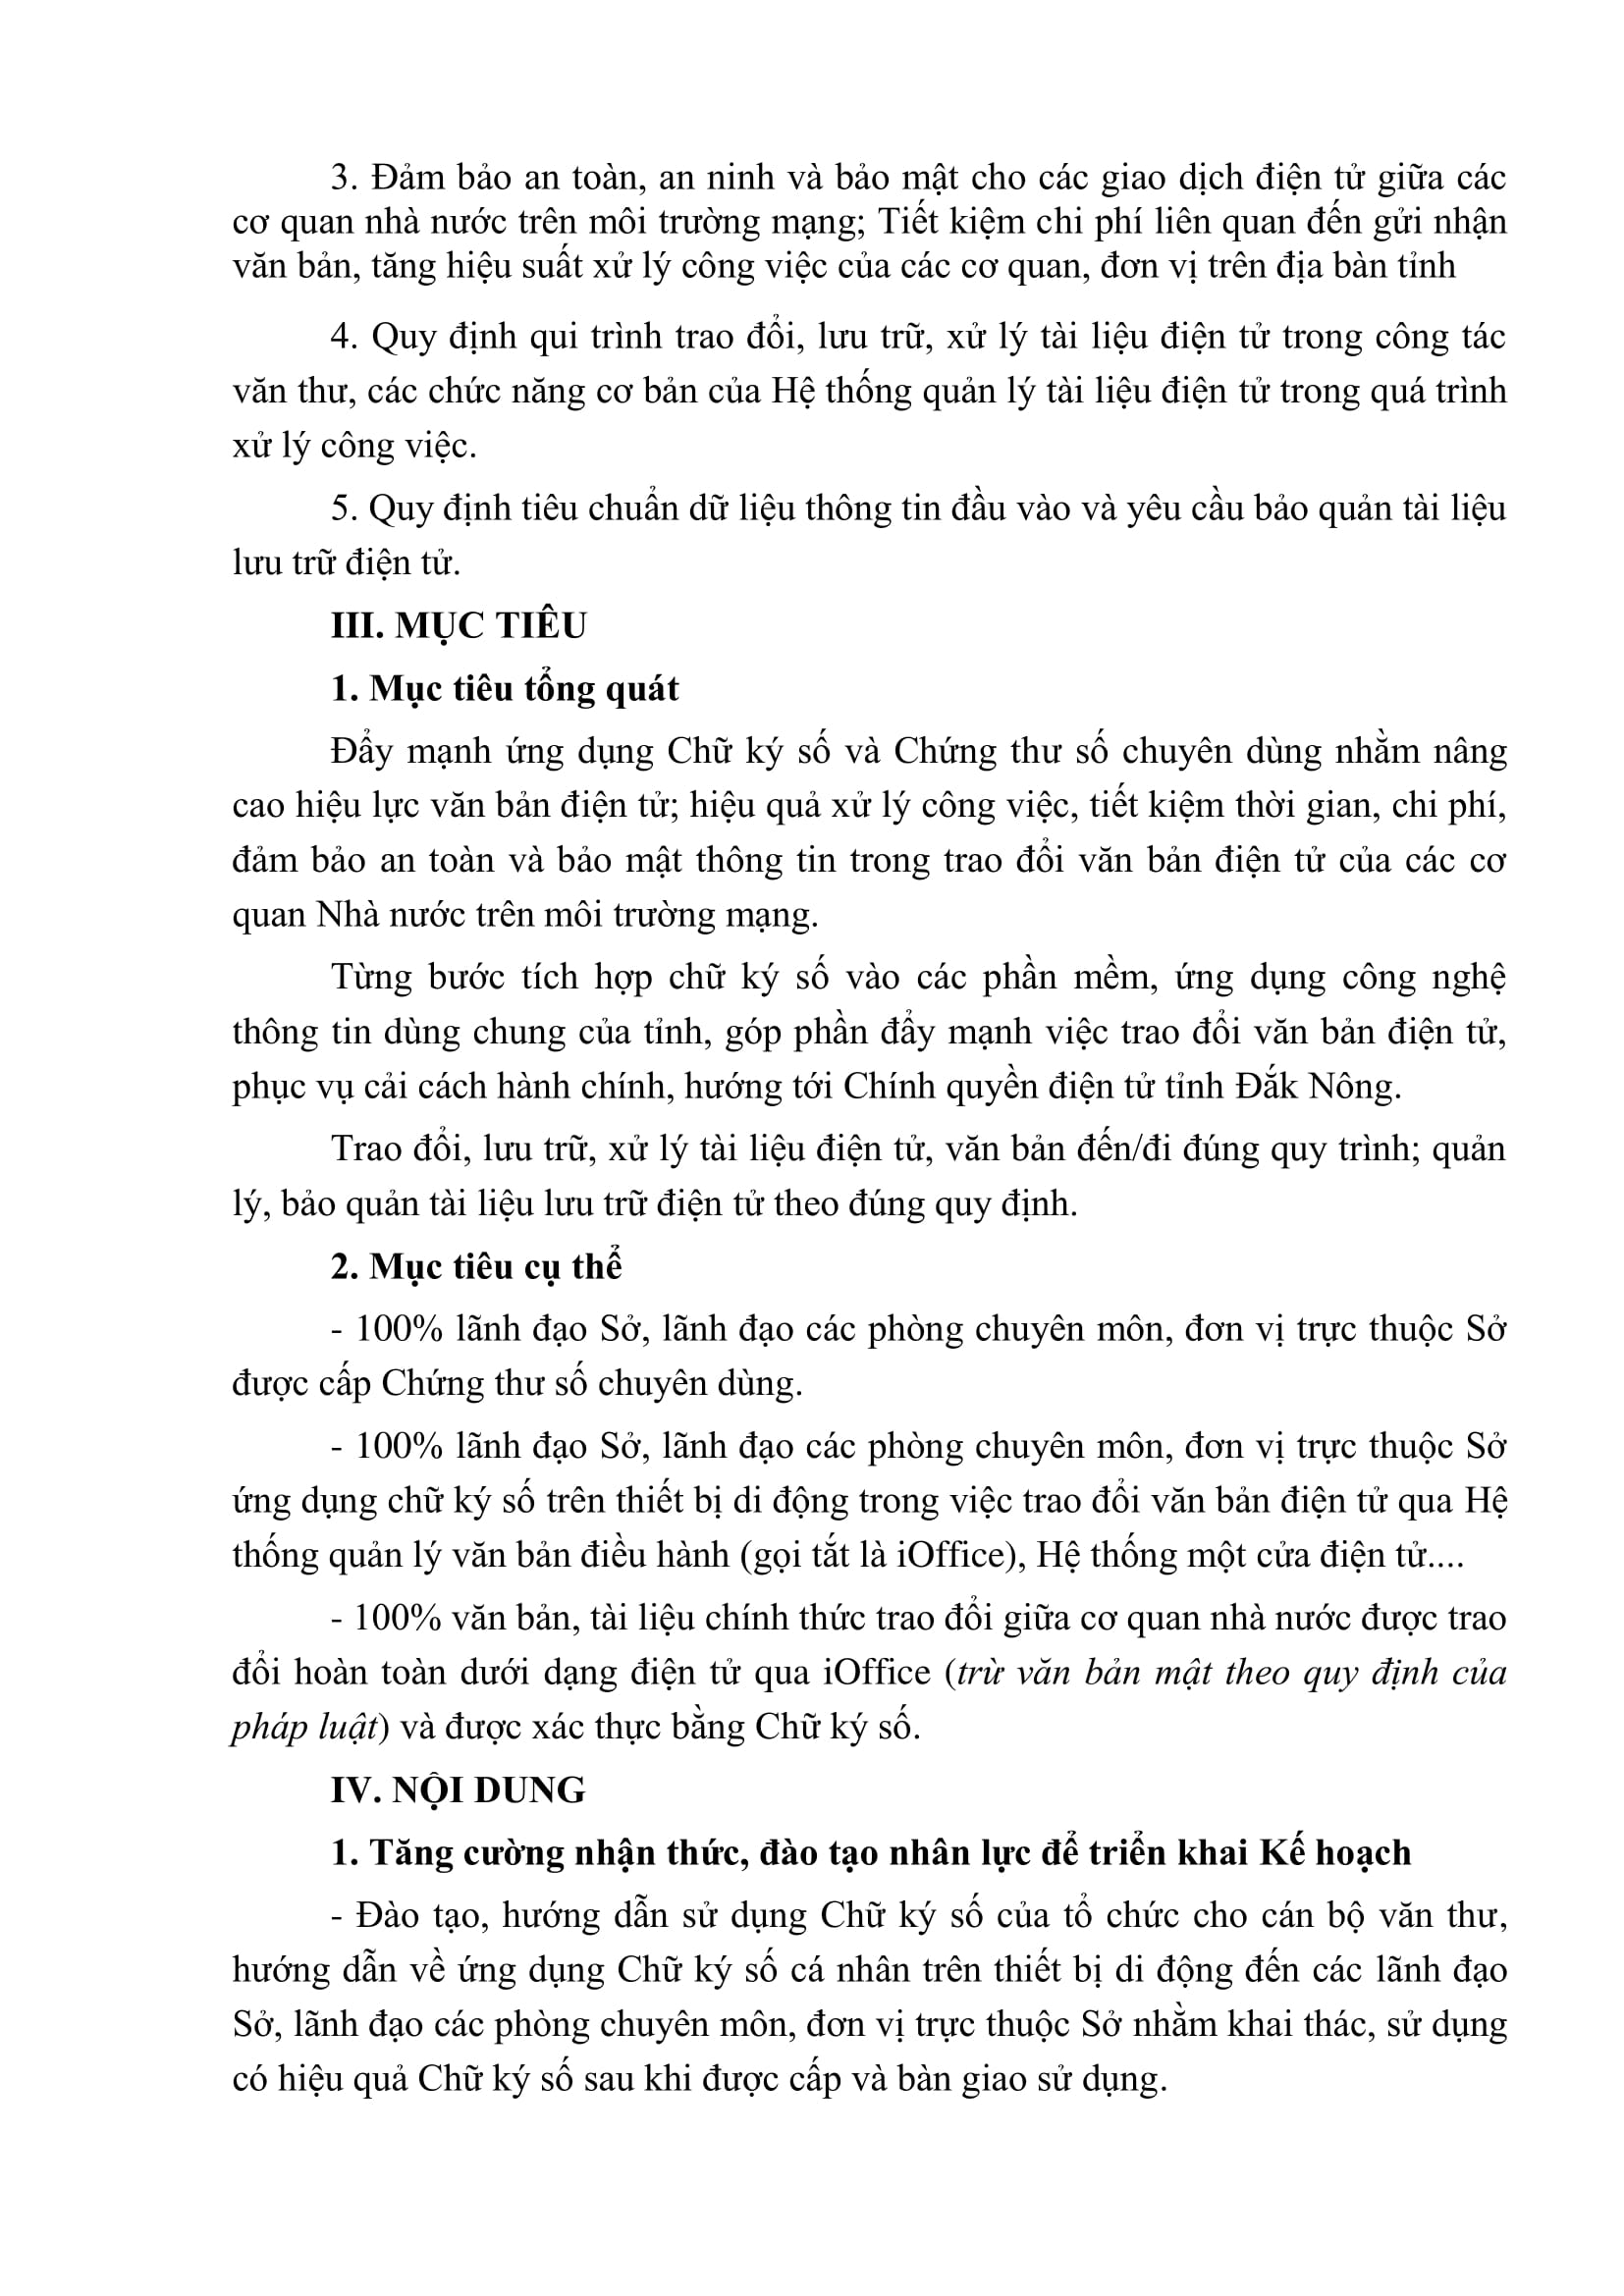 3. Đảm bảo an toàn, an ninh và bảo mật cho các giao dịch điện tử giữa các
cơ quan nhà nước trên môi trường mạng; Tiết kiệm chi phí liên quan đến gửi nhận
văn bản, tăng hiệu suất xử lý công việc của các cơ quan, đơn vị trên địa bàn tỉnh
4. Quy định qui trình trao đổi, lưu trữ, xử lý tài liệu điện tử trong công tác
văn thư, các chức năng cơ bản của Hệ thống quản lý tài liệu điện tử trong quá trình
xử lý công việc.
5. Quy định tiêu chuẩn dữ liệu thông tin đầu vào và yêu cầu bảo quản tài liệu
lưu trữ điện tử.
III. MỤC TIÊU
1. Mục tiêu tổng quát
Đẩy mạnh ứng dụng Chữ ký số và Chứng thư số chuyên dùng nhằm nâng
cao hiệu lực văn bản điện tử; hiệu quả xử lý công việc, tiết kiệm thời gian, chi phí,
đảm bảo an toàn và bảo mật thông tin trong trao đổi văn bản điện tử của các cơ
quan Nhà nước trên môi trường mạng.
Từng bước tích hợp chữ ký số vào các phần mềm, ứng dụng công nghệ
thông tin dùng chung của tỉnh, góp phần đẩy mạnh việc trao đổi văn bản điện tử,
phục vụ cải cách hành chính, hướng tới Chính quyền điện tử tỉnh Đắk Nông.
Trao đổi, lưu trữ, xử lý tài liệu điện tử, văn bản đến/đi đúng quy trình; quản
lý, bảo quản tài liệu lưu trữ điện tử theo đúng quy định.
2. Mục tiêu cụ thể
- 100% lãnh đạo Sở, lãnh đạo các phòng chuyên môn, đơn vị trực thuộc Sở
được cấp Chứng thư số chuyên dùng.
- 100% lãnh đạo Sở, lãnh đạo các phòng chuyên môn, đơn vị trực thuộc Sở
ứng dụng chữ ký số trên thiết bị di động trong việc trao đổi văn bản điện tử qua Hệ
thống quản lý văn bản điều hành (gọi tắt là iOffice), Hệ thống một cửa điện tử....
- 100% văn bản, tài liệu chính thức trao đổi giữa cơ quan nhà nước được trao
đổi hoàn toàn dưới dạng điện tử qua iOffice (trừ văn bản mật theo quy định của
pháp luật) và được xác thực bằng Chữ ký số.
IV. NỘI DUNG
1. Tăng cường nhận thức, đào tạo nhân lực để triển khai Kế hoạch
- Đào tạo, hướng dẫn sử dụng Chữ ký số của tổ chức cho cán bộ văn thư,
hướng dẫn về ứng dụng Chữ ký số cá nhân trên thiết bị di động đến các lãnh đạo
Sở, lãnh đạo các phòng chuyên môn, đơn vị trực thuộc Sở nhằm khai thác, sử dụng
có hiệu quả Chữ ký số sau khi được cấp và bàn giao sử dụng.